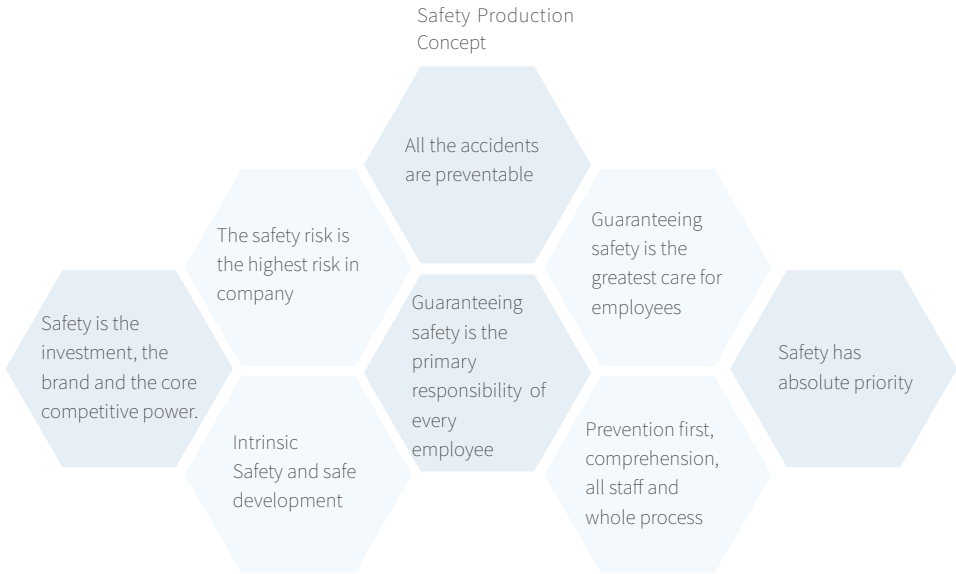 Safety Production
Concept
All the accidents
are preventable
The safety risk is
the highest risk in
company
Guaranteeing
safety is the
greatest care for
employees
Safety is the
investment, the
brand and the core
competitive power.
Guaranteeing
safety is the
primary
responsibility of
every
employee
Safety has
absolute priority
Intrinsic
Safety and safe
development
Prevention first,
comprehension,
all staff and
whole process